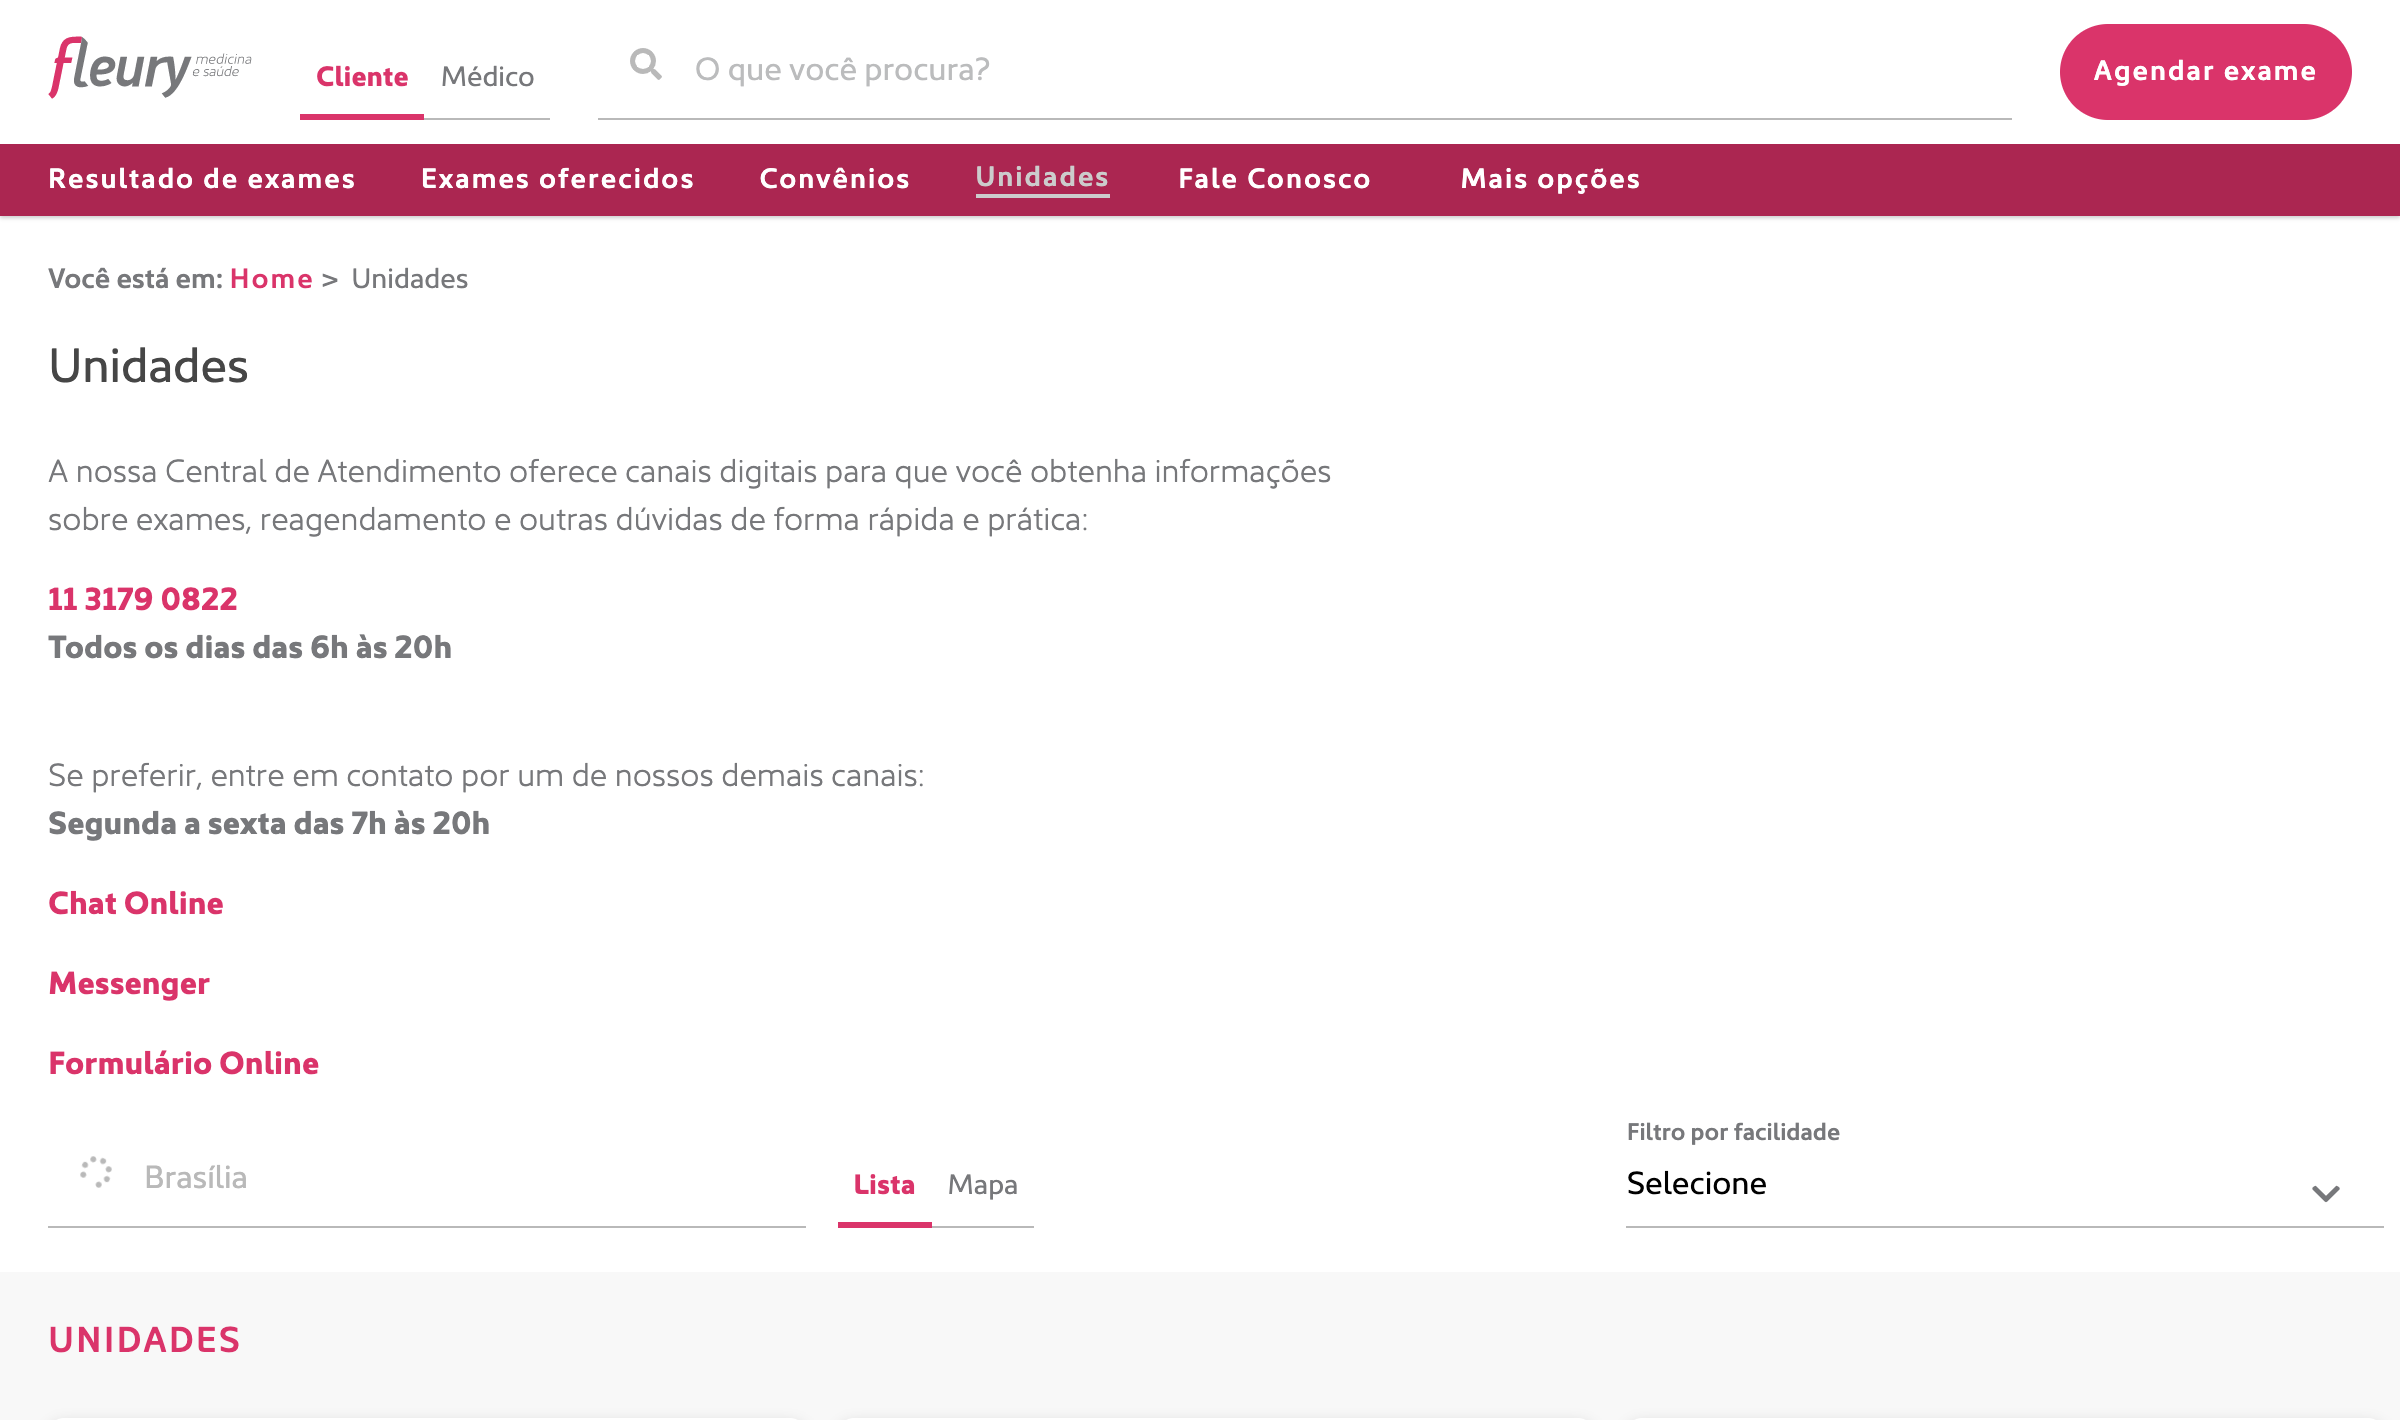 fleury medicina
e saúde
Cliente Médico
O que você procura?
Agendar exame
Resultado de exames Exames oferecidos Convênios Unidades Fale Conosco Mais opções
Você está em: Home > Unidades
Unidades
A nossa Central de Atendimento oferece canais digitais para que você obtenha informações
sobre exames, reagendamento e outras dúvidas de forma rápida e prática:
11 3179 0822
Todos os dias das 6h às 20h
Se preferir, entre em contato por um de nossos demais canais:
Segunda a sexta das 7h às 20h
Chat Online
Messenger
Formulário Online
Filtro por facilidade
Brasília Lista Mapa Selecione
UNIDADES